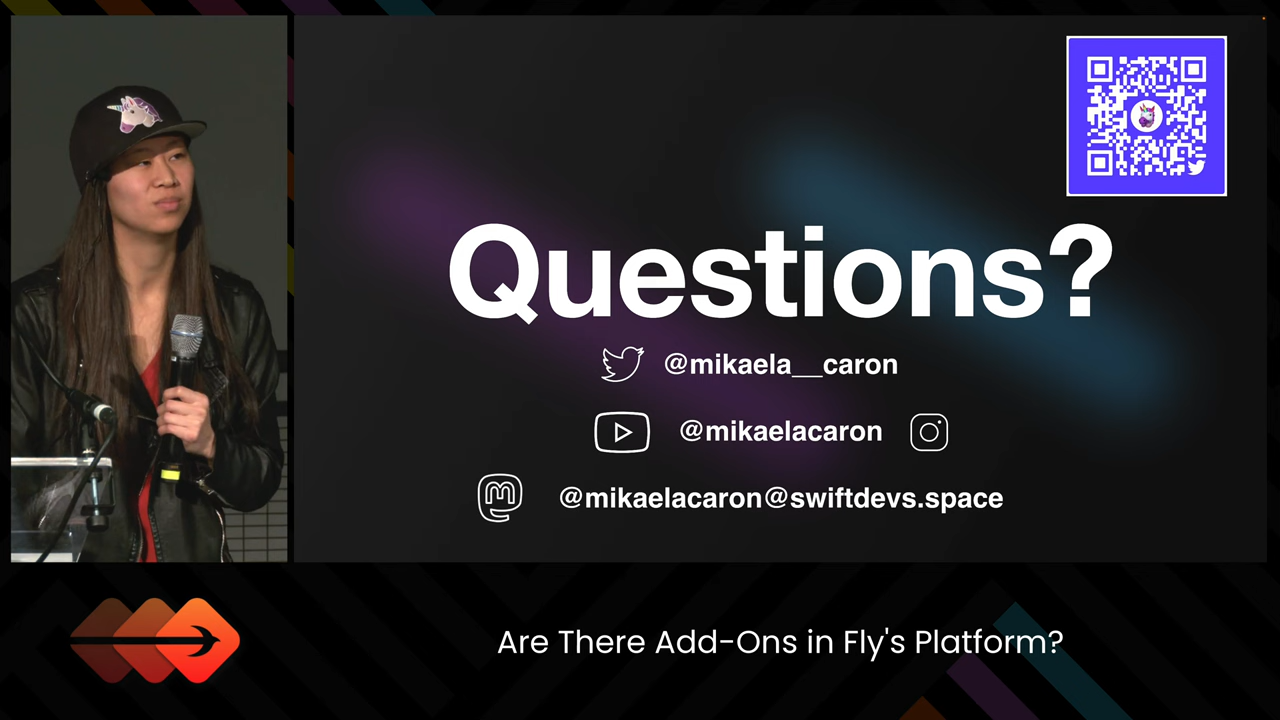 Questions?
@mikaela__caron
@mikaelacaron
@mikaelacaron@swiftdevs.space
Are There Add-Ons in Fly's Platform?